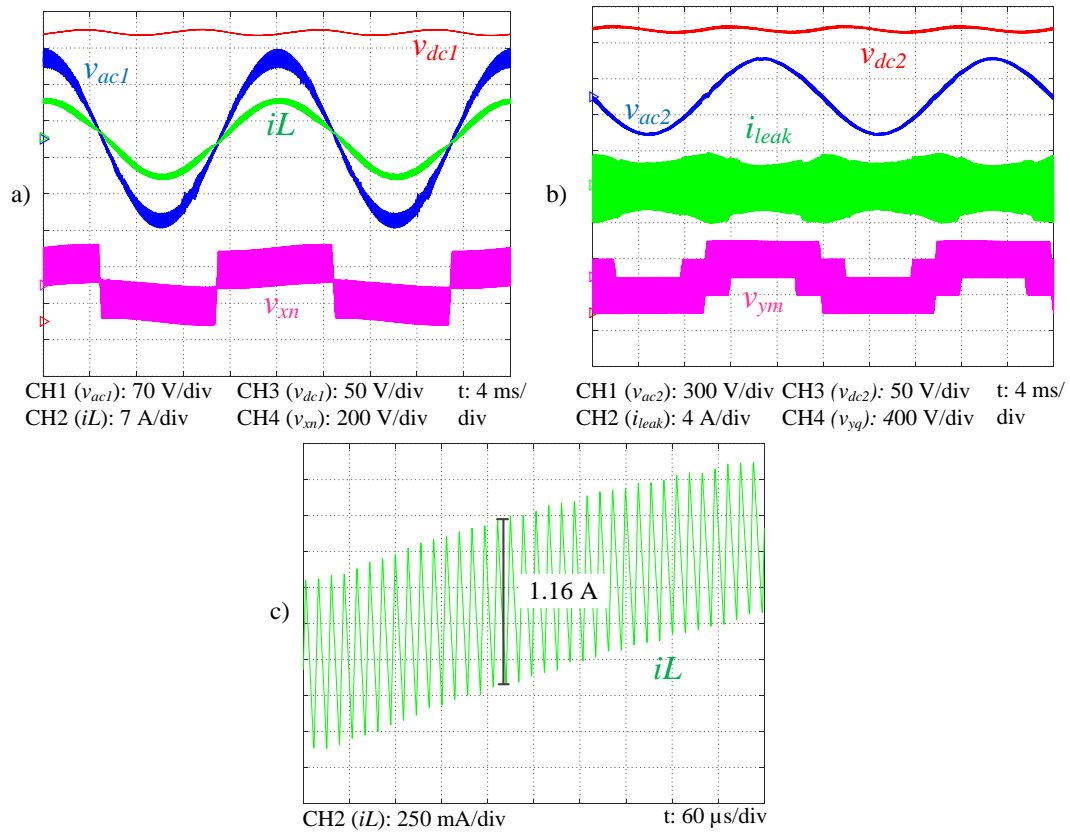 v_ac1
v_dc1
iL
a)
v_xn
CH1 (v_ac1): 70 V/div CH3 (v_dc1): 50 V/div t: 4 ms/
CH2 (iL): 7 A/div CH4 (v_xn): 200 V/div div
v_dc2
v_ac2
i_leak
b)
v_ym
CH1 (v_ac2): 300 V/div CH3 (v_dc2): 50 V/div t: 4 ms/
CH2 (i_leak): 4 A/div CH4 (v_yq): 400 V/div div
1.16 A
c)
iL
CH2 (iL): 250 mA/div t: 60 μs/div